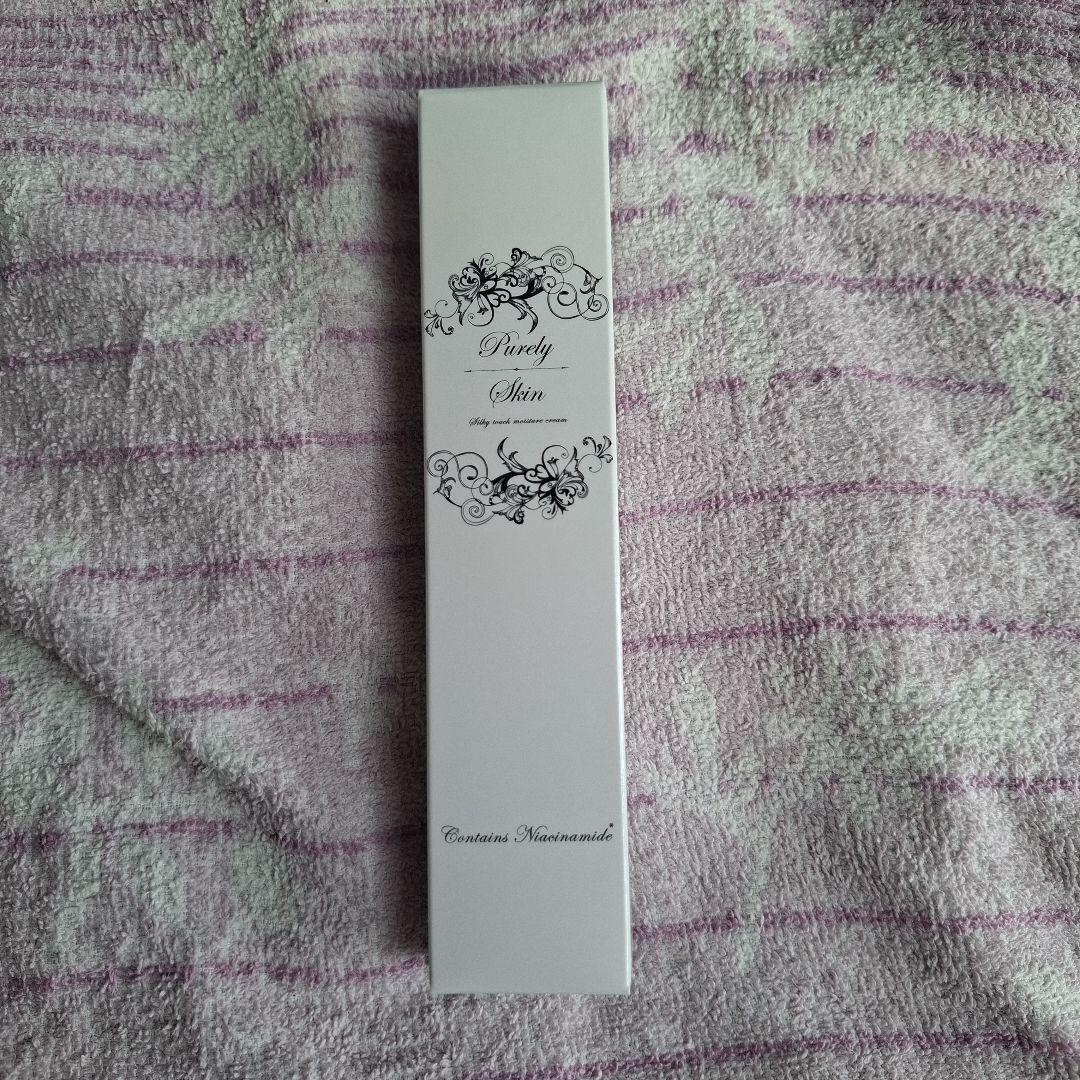 Purely
Skin
Silky touch moisture cream
Contains Niacinamide*